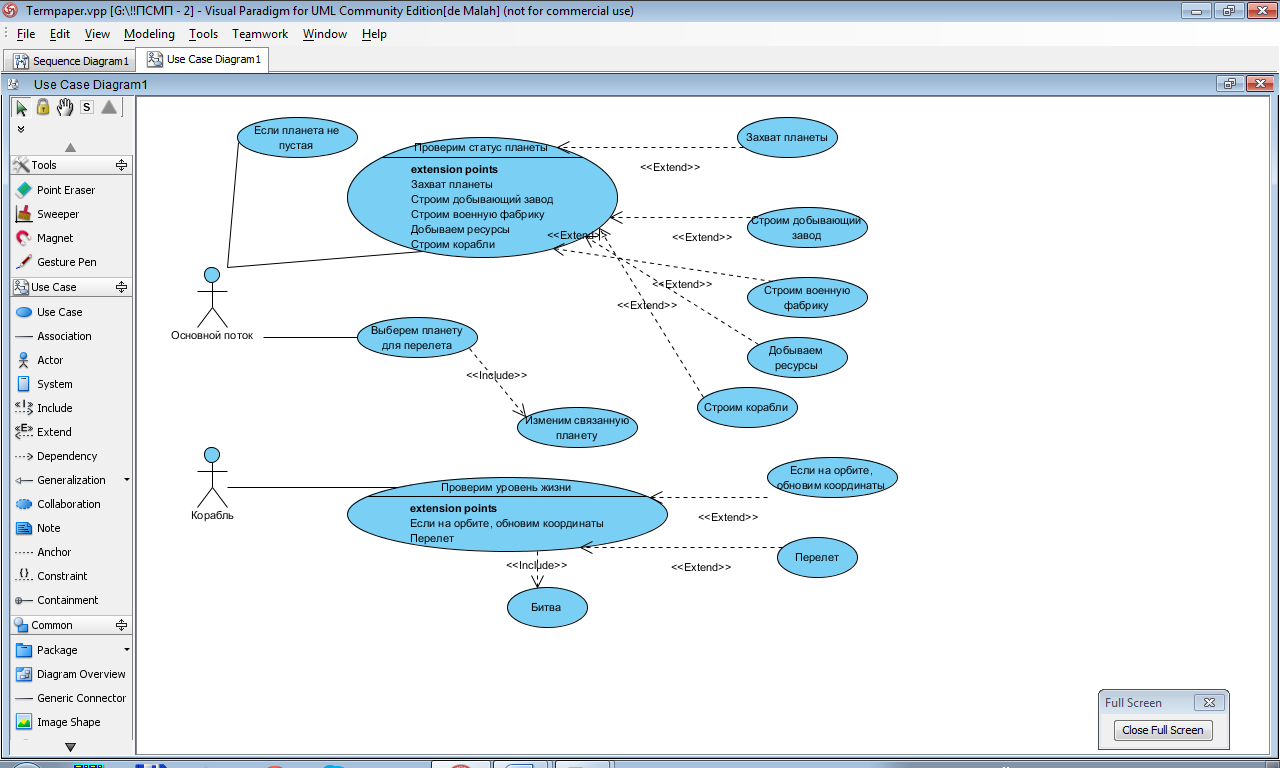 Termpaper.vpp [G:\!!ПСМП - 2] - Visual Paradigm for UML Community Edition[de Malah] (not for commercial use)
File Edit View Modeling Tools Teamwork Window Help
Sequence Diagram1 Use Case Diagram1
Use Case Diagram1
S
Tools
Point Eraser
Sweeper
Magnet
Gesture Pen
Use Case
Use Case
Association
Actor
System
Include
Extend
Dependency
Generalization
Collaboration
Note
Anchor
Constraint
Containment
Common
Package
Diagram Overview
Generic Connector
Image Shape
Если планета не
пустая
Проверим статус планеты
extension points
Захват планеты
Строим добывающий завод
Строим военную фабрику
Добываем ресурсы
Строим корабли
Захват планеты
<<Extend>>
Строим добывающий
завод
<<Extend>>
<<Extend>>
Строим военную
фабрику
<<Extend>>
<<Extend>>
Добываем
ресурсы
Строим корабли
Основной поток
Выберем планету
для перелета
<<Include>>
Изменим связанную
планету
Корабль
Проверим уровень жизни
extension points
Если на орбите, обновим координаты
Перелет
Если на орбите,
обновим координаты
<<Extend>>
Перелет
<<Extend>>
<<Include>>
Битва
Full Screen
Close Full Screen